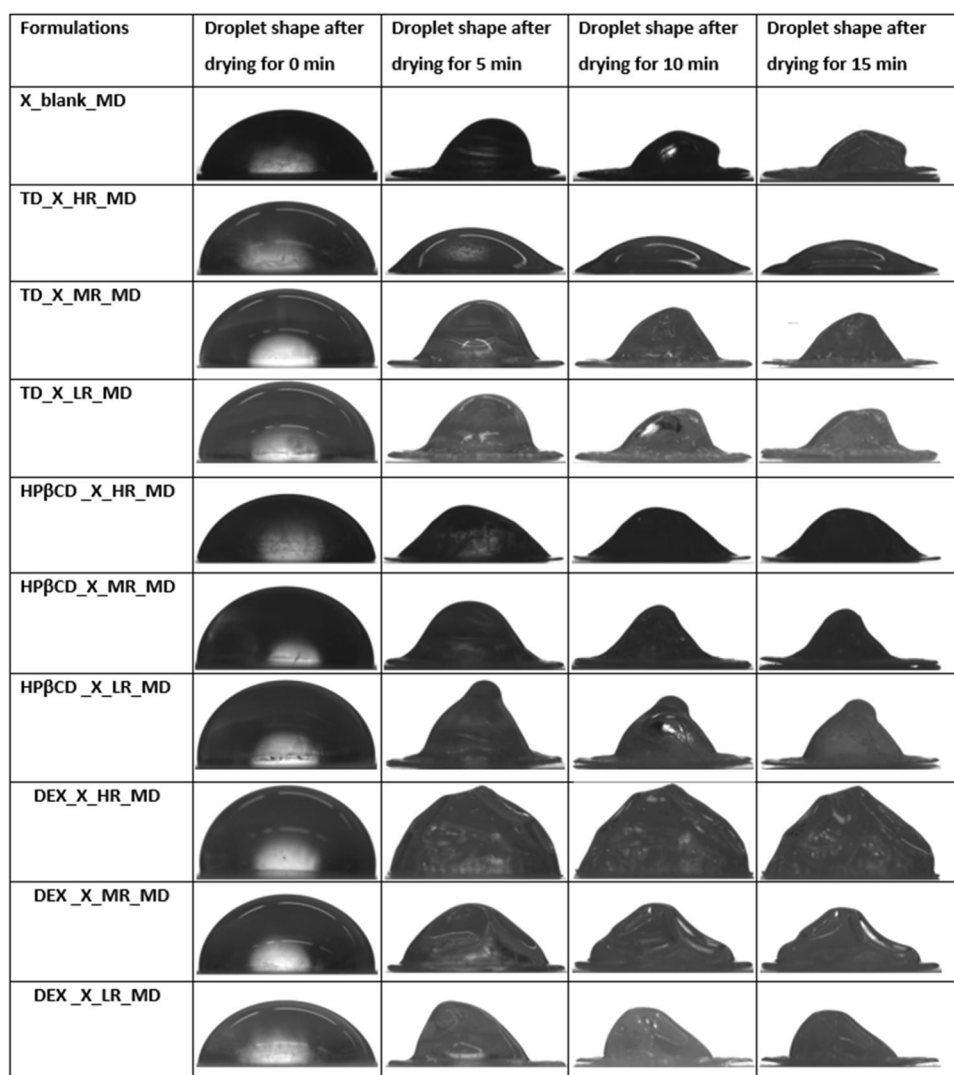 Formulations
Droplet shape after
drying for 0 min
Droplet shape after
drying for 5 min
Droplet shape after
drying for 10 min
Droplet shape after
drying for 15 min
X_blank_MD
TD_X_HR_MD
TD_X_MR_MD
TD_X_LR_MD
HPβCD _X_HR_MD
HPβCD_X_MR_MD
HPβCD _X_LR_MD
DEX_X_HR_MD
DEX _X_MR_MD
DEX _X_LR_MD